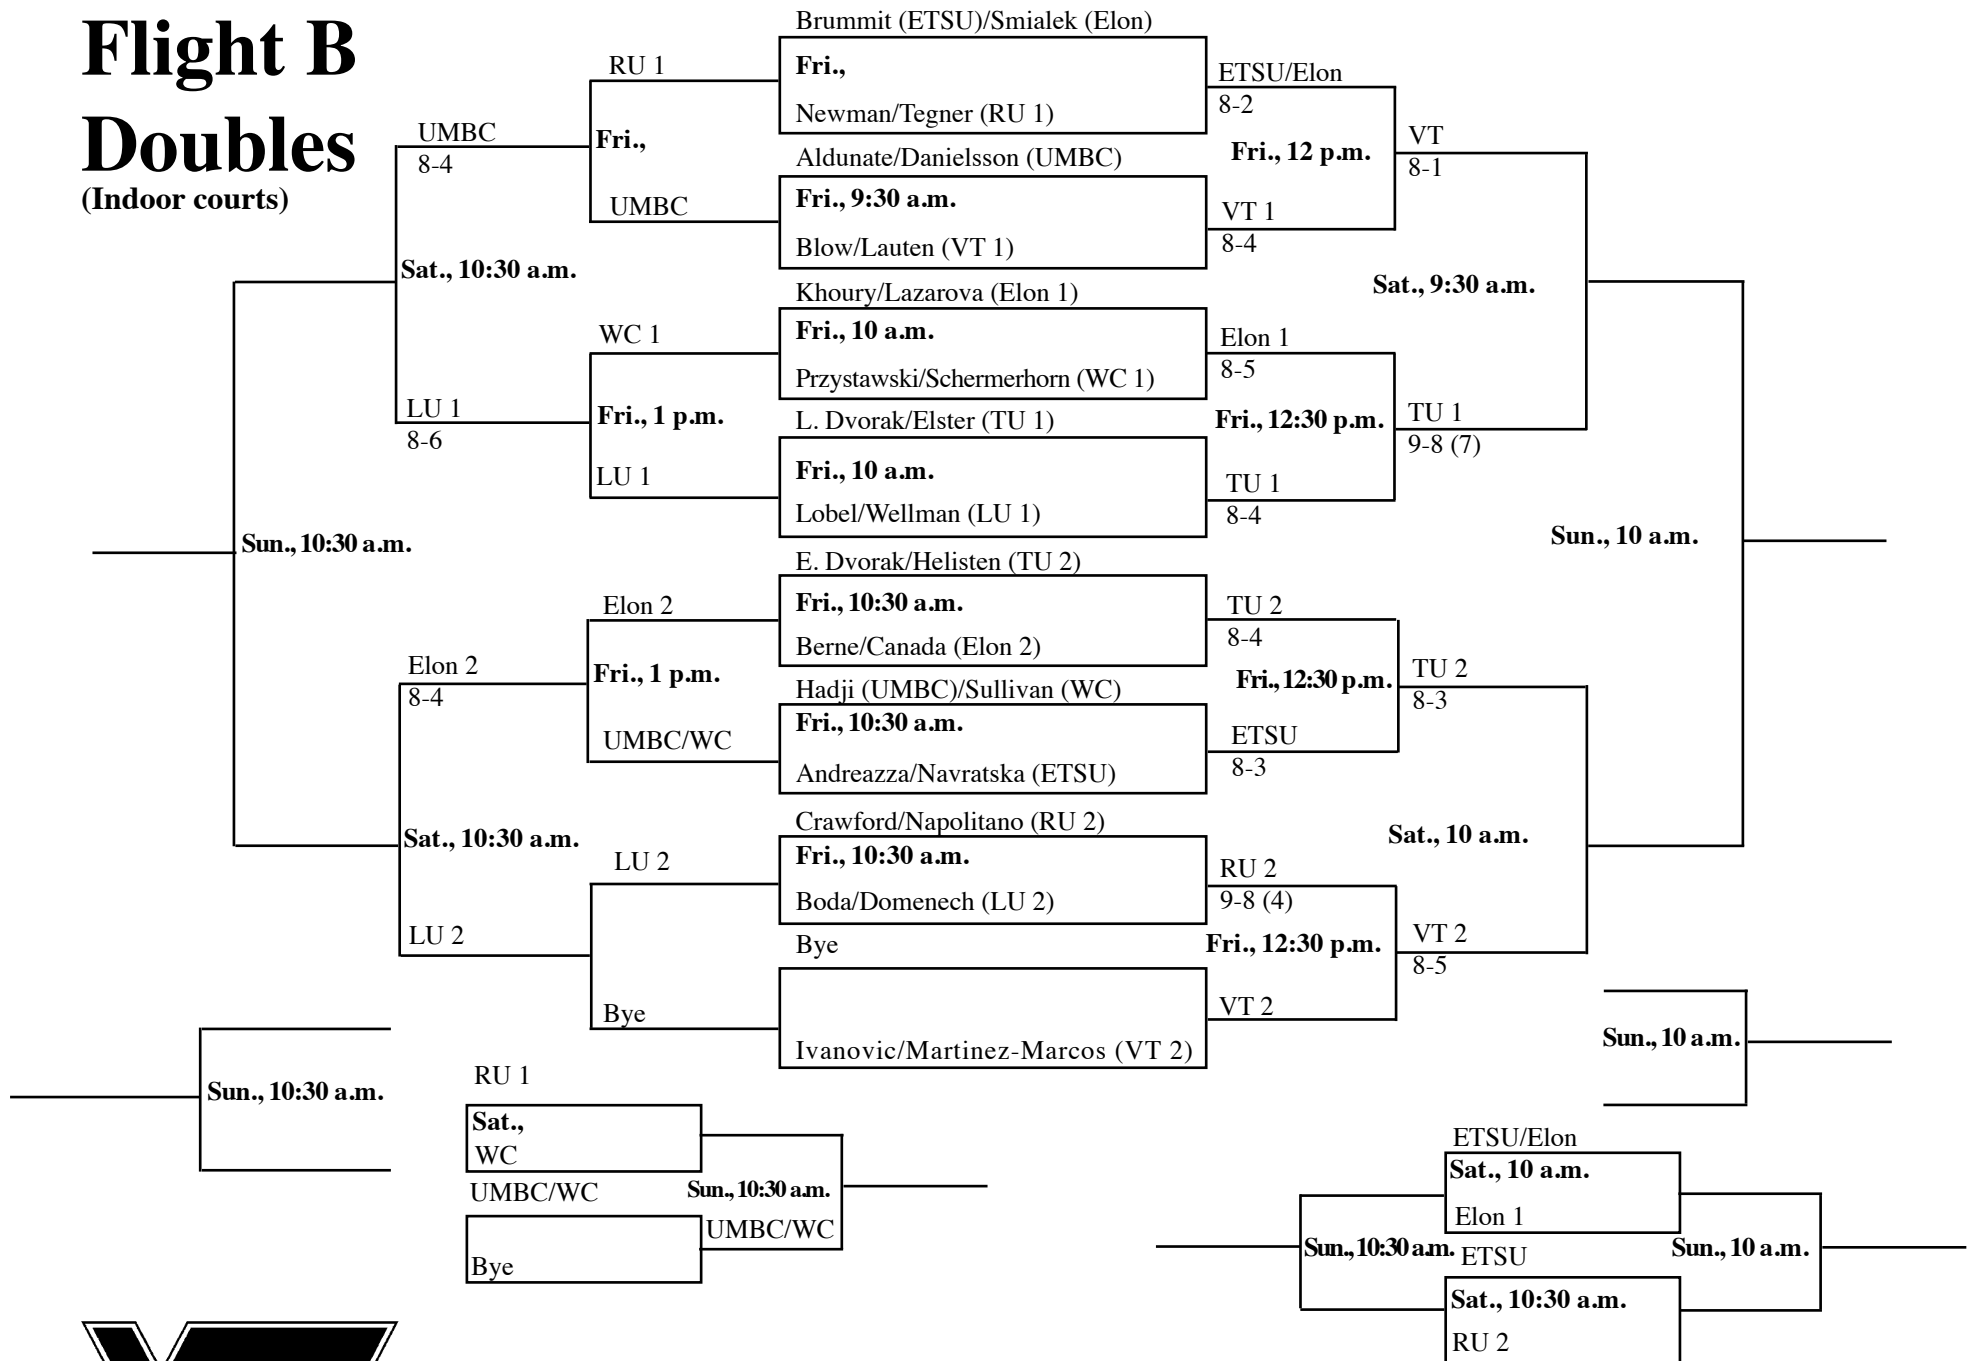 Flight B
Doubles
(Indoor courts)
Brummit (ETSU)/Smialek (Elon)
RU 1
Fri.,
ETSU/Elon
8-2
Newman/Tegner (RU 1)
UMBC
8-4
Fri.,
Aldunate/Danielsson (UMBC)
Fri., 12 p.m.
VT
8-1
UMBC
Fri., 9:30 a.m.
VT 1
8-4
Blow/Lauten (VT 1)
Sat., 10:30 a.m.
Sat., 9:30 a.m.
Khoury/Lazarova (Elon 1)
WC 1
Fri., 10 a.m.
Elon 1
8-5
Przystawski/Schermerhorn (WC 1)
LU 1
8-6
Fri., 1 p.m.
L. Dvorak/Elster (TU 1)
Fri., 12:30 p.m.
TU 1
9-8 (7)
LU 1
Fri., 10 a.m.
TU 1
8-4
Lobel/Wellman (LU 1)
Sun., 10:30 a.m.
Sun., 10 a.m.
E. Dvorak/Helisten (TU 2)
Elon 2
Fri., 10:30 a.m.
TU 2
8-4
Berne/Canada (Elon 2)
Elon 2
8-4
Fri., 1 p.m.
Hadji (UMBC)/Sullivan (WC)
Fri., 12:30 p.m.
TU 2
8-3
UMBC/WC
Fri., 10:30 a.m.
ETSU
8-3
Andreazza/Navratska (ETSU)
Crawford/Napolitano (RU 2)
Sat., 10:30 a.m.
Sat., 10 a.m.
LU 2
Fri., 10:30 a.m.
RU 2
9-8 (4)
Boda/Domenech (LU 2)
LU 2
Bye
Fri., 12:30 p.m.
VT 2
8-5
Bye
VT 2
Ivanovic/Martinez-Marcos (VT 2)
Sun., 10 a.m.
Sun., 10:30 a.m.
RU 1
Sat.,
WC
UMBC/WC
Sun., 10:30 a.m.
UMBC/WC
Bye
ETSU/Elon
Sat., 10 a.m.
Elon 1
Sun., 10:30 a.m.
ETSU
Sun., 10 a.m.
Sat., 10:30 a.m.
RU 2